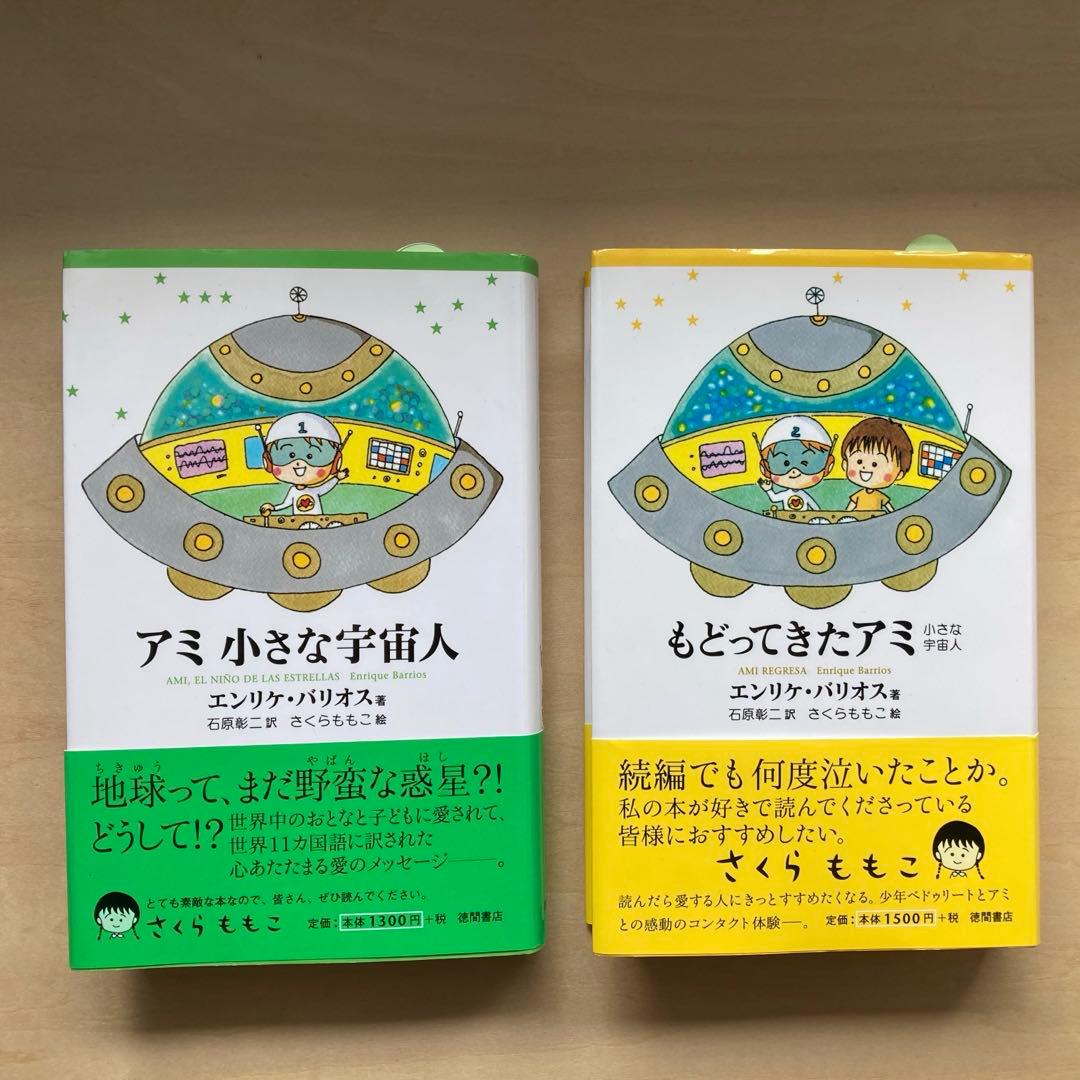 1
アミ 小さな宇宙人
AMI, EL NIÑO DE LAS ESTRELLAS Enrique Barrios
エンリケ・バリオス著
石原彰二訳 さくらももこ絵
ちきゅう やばん ほし
地球って、まだ野蛮な惑星?!
どうして!?
世界中のおとなと子どもに愛されて、
世界11カ国語に訳された
心あたたまる愛のメッセージ──。
とても素敵な本なので、皆さん、ぜひ読んでください。
さくらももこ
定価：本体1300円+税 徳間書店
2
もどってきたアミ 小さな宇宙人
AMI REGRESA Enrique Barrios
エンリケ・バリオス著
石原彰二訳 さくらももこ絵
続編でも何度泣いたことか。
私の本が好きで読んでくださっている
皆様におすすめしたい。
さくらももこ
読んだら愛する人にきっとすすめたくなる。少年ペドゥリートとアミ
との感動のコンタクト体験──。
定価：本体1500円+税 徳間書店